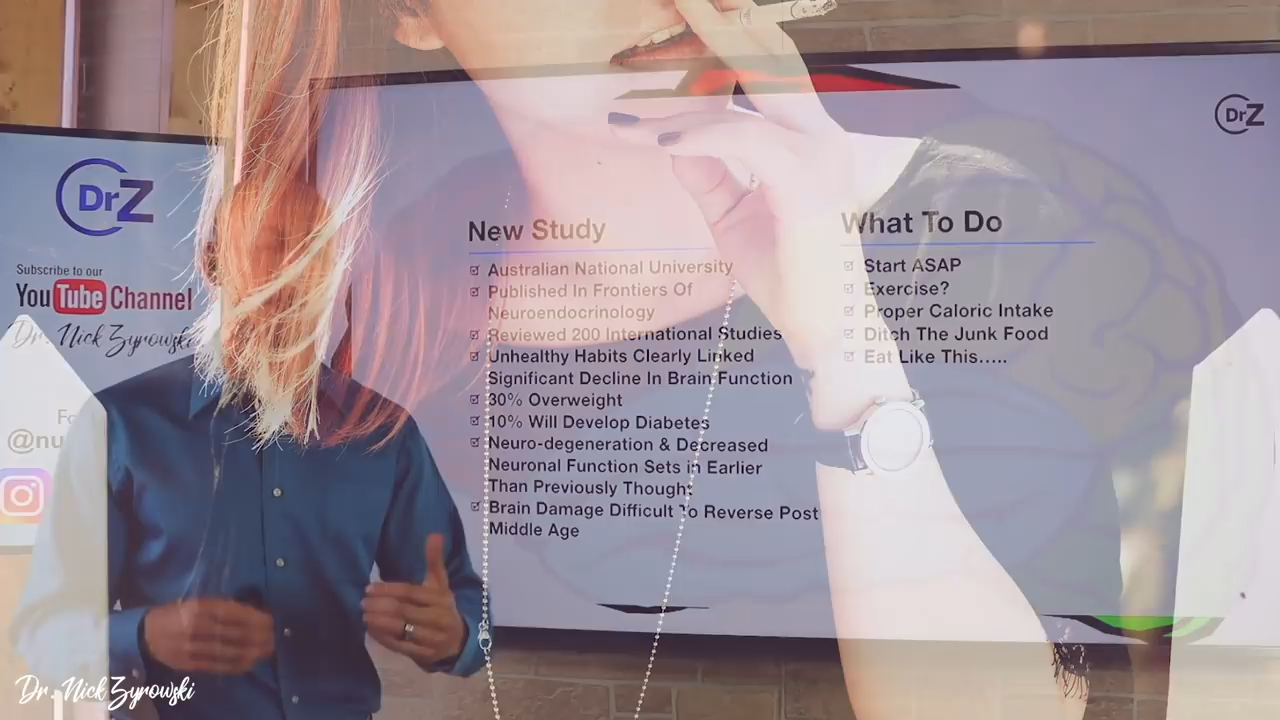 DrZ
Subscribe to our
YouTube Channel
Dr. Nick Zyrowski
@nu
DrZ
New Study
Australian National University
Published In Frontiers Of
Neuroendocrinology
Reviewed 200 International Studies
Unhealthy Habits Clearly Linked
Significant Decline In Brain Function
30% Overweight
10% Will Develop Diabetes
Neuro-degeneration & Decreased
Neuronal Function Sets in Earlier
Than Previously Thought
Brain Damage Difficult To Reverse Post
Middle Age
What To Do
Start ASAP
Exercise?
Proper Caloric Intake
Ditch The Junk Food
Eat Like This.....
Dr. Nick Zyrowski